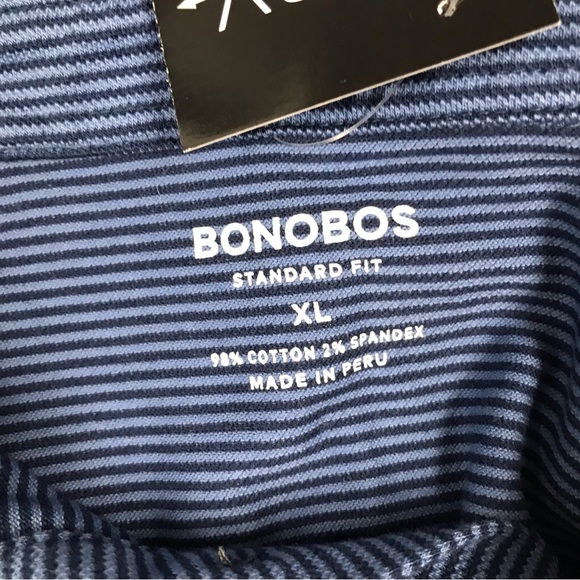 BONOBOS
STANDARD FIT
XL
98% COTTON 2% SPANDEX
MADE IN PERU